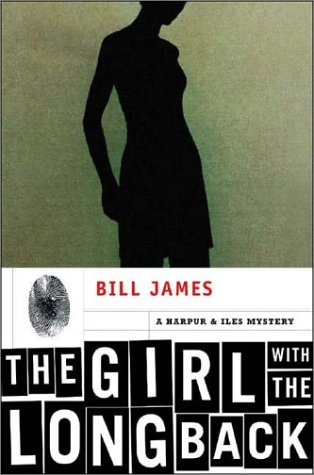 BILL JAMES
A HARPUR & ILES MYSTERY
THE GIRL WITH THE
LONG BACK